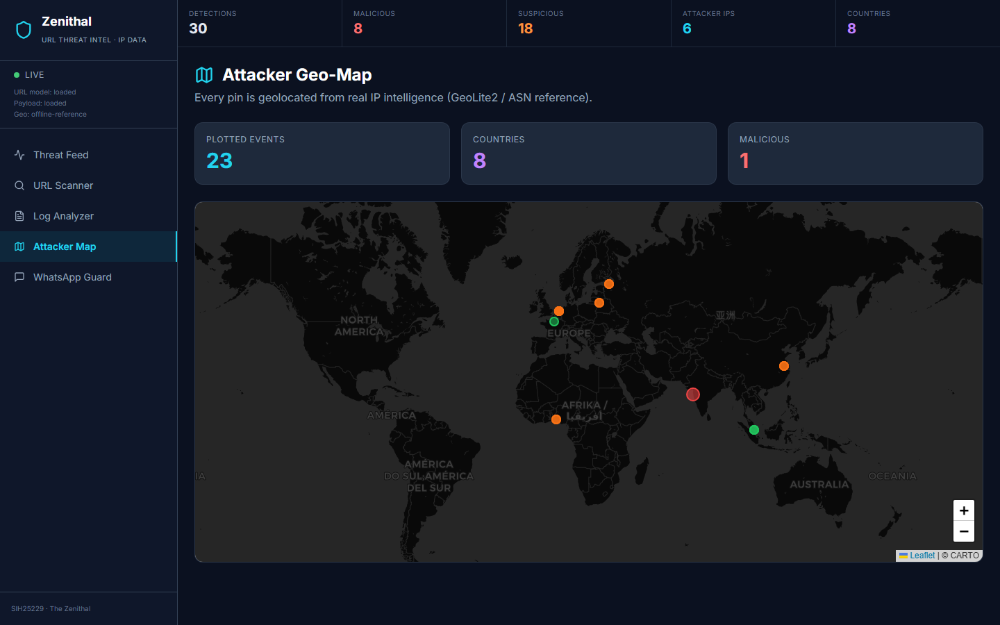 Zenithal
URL THREAT INTEL · IP DATA
LIVE
URL model: loaded
Payload: loaded
Geo: offline-reference
Threat Feed
URL Scanner
Log Analyzer
Attacker Map
WhatsApp Guard
SIH25229 · The Zenithal
DETECTIONS
30
MALICIOUS
8
SUSPICIOUS
18
ATTACKER IPS
6
COUNTRIES
8
Attacker Geo-Map
Every pin is geolocated from real IP intelligence (GeoLite2 / ASN reference).
PLOTTED EVENTS
23
COUNTRIES
8
MALICIOUS
1
NORTH
AMERICA
EUROPE
亚洲
AFRIKA /
أفريقيا
AMÉRICA
AMÉRICA
DO SUL;AMÉRICA
DEL SUR
IA
AUSTRALIA
OCEANIA
+
−
Leaflet | © CARTO